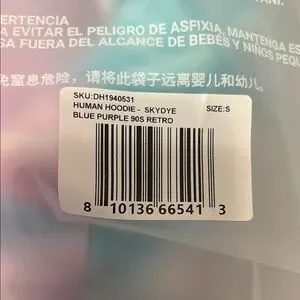 ERTENCIA
A EVITAR EL PELIGRO DE ASFIXIA, MANTENGA ES
SA FUERA DEL ALCANCE DE BEBÉS Y NIÑOS PEQU
免窒息危险，请将此袋子远离婴儿和幼儿。
SKU:DH1940531
HUMAN HOODIE - SKYDYE SIZE:S
BLUE PURPLE 90S RETRO
8 10136 66541 3